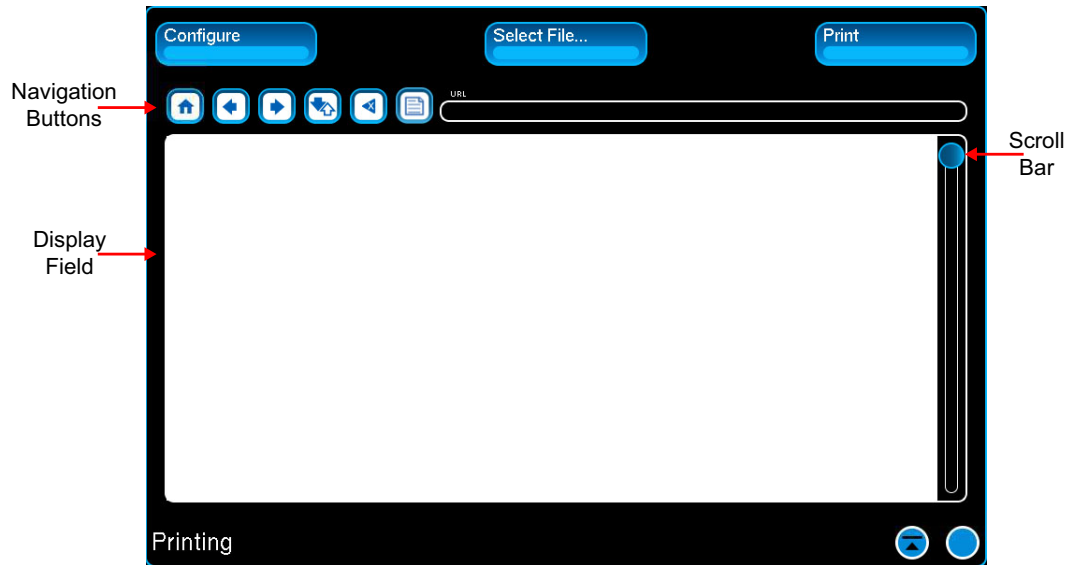 Configure
Select File...
Print
Navigation
Buttons
URL
Scroll
Bar
Display
Field
Printing